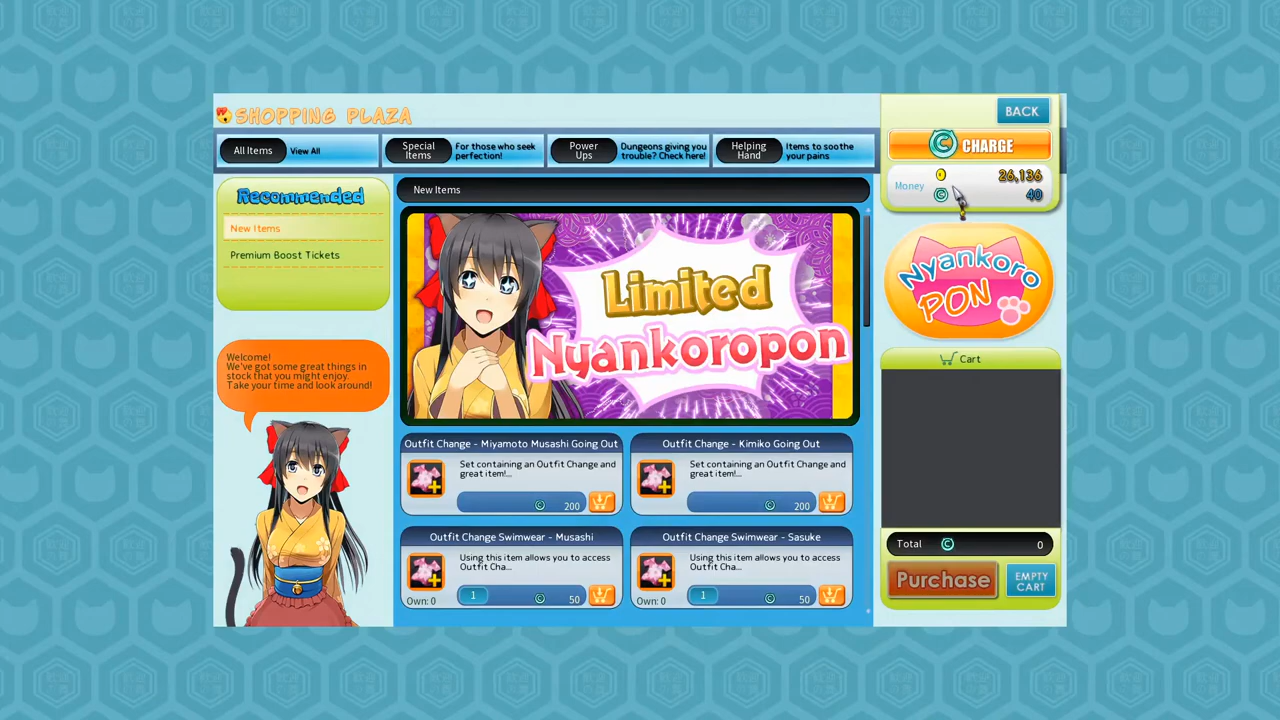 SHOPPING PLAZA
BACK
All Items
View All
Special
Items
For those who seek
perfection!
Power
Ups
Dungeons giving you
trouble? Check here!
Helping
Hand
Items to soothe
your pains
CHARGE
Money
26,136
40
Recommended
New Items
Premium Boost Tickets
New Items
Limited
Nyankoropon
Nyankoro
PON
Welcome!
We've got some great things in
stock that you might enjoy.
Take your time and look around!
Cart
Outfit Change - Miyamoto Musashi Going Out
Set containing an Outfit Change and
great item!...
200
Outfit Change - Kimiko Going Out
Set containing an Outfit Change and
great item!...
200
Outfit Change Swimwear - Musashi
Using this item allows you to access
Outfit Cha...
Own: 0
1
50
Outfit Change Swimwear - Sasuke
Using this item allows you to access
Outfit Cha...
Own: 0
1
50
Total
0
Purchase
EMPTY
CART